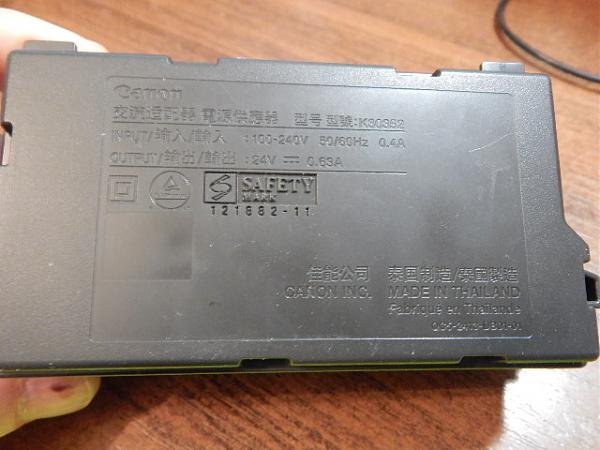 Canon
交流适配器 電源供應器 型号 型號:K30382
INPUT/输入/輸入 :100-240V 50/60Hz 0.4A
OUTPUT/输出/輸出 :24V ⎓ 0.63A
S SAFETY
MARK
121882-11
佳能公司 泰国制造/泰國製造
CANON INC. MADE IN THAILAND
Fabriqué en Thaïlande